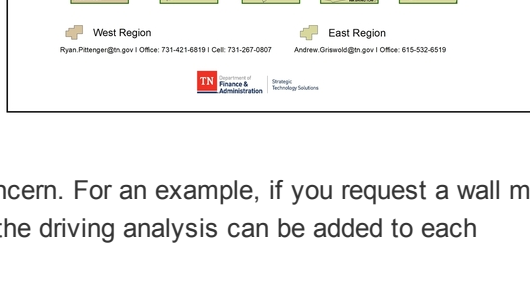 West Region
East Region
Ryan.Pittenger@tn.gov I Office: 731-421-6819 I Cell: 731-267-0807
Andrew.Griswold@tn.gov I Office: 615-532-6519
TN
Department of
Finance &
Administration
Strategic
Technology Solutions
ncern. For an example, if you request a wall m
the driving analysis can be added to each